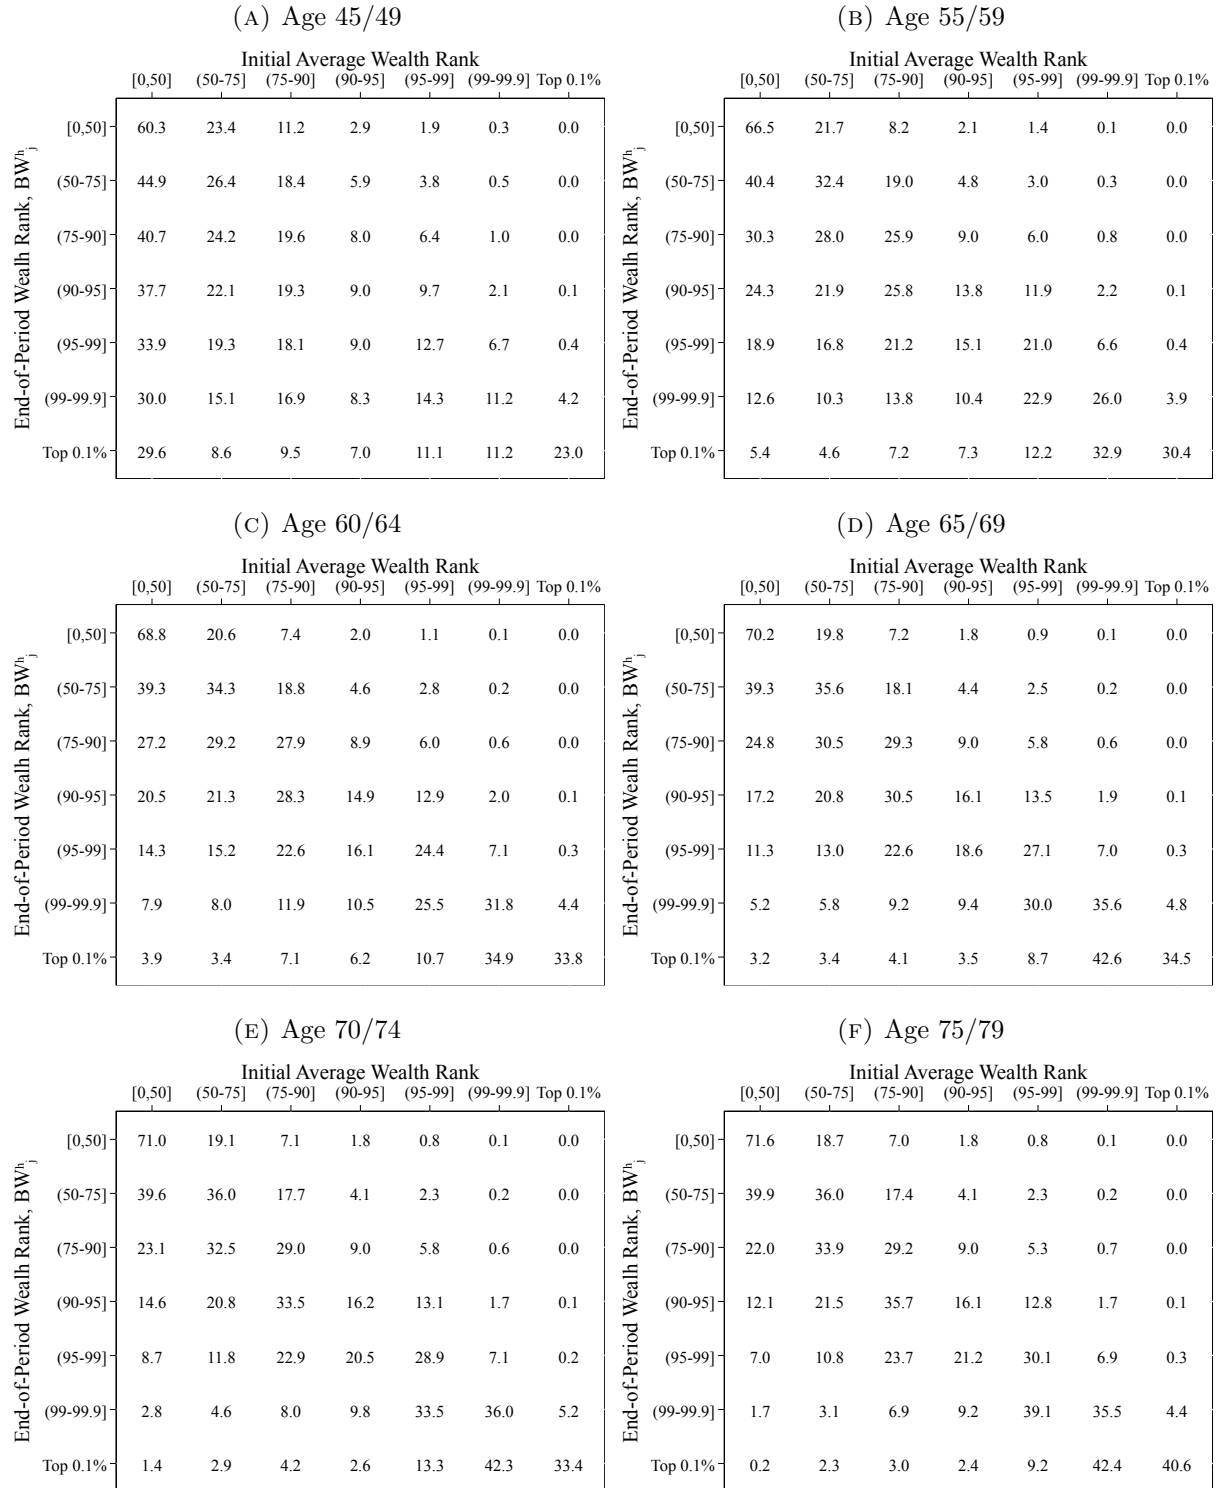 (A) Age 45/49
Initial Average Wealth Rank
[0,50] (50-75] (75-90] (90-95] (95-99] (99-99.9] Top 0.1%
End-of-Period Wealh Rank, BWʰⱼ
[0,50] 60.3 23.4 11.2 2.9 1.9 0.3 0.0
(50-75] 44.9 26.4 18.4 5.9 3.8 0.5 0.0
(75-90] 40.7 24.2 19.6 8.0 6.4 1.0 0.0
(90-95] 37.7 22.1 19.3 9.0 9.7 2.1 0.1
(95-99] 33.9 19.3 18.1 9.0 12.7 6.7 0.4
(99-99.9] 30.0 15.1 16.9 8.3 14.3 11.2 4.2
Top 0.1% 29.6 8.6 9.5 7.0 11.1 11.2 23.0
(B) Age 55/59
Initial Average Wealth Rank
[0,50] (50-75] (75-90] (90-95] (95-99] (99-99.9] Top 0.1%
End-of-Period Wealh Rank, BWʰⱼ
[0,50] 66.5 21.7 8.2 2.1 1.4 0.1 0.0
(50-75] 40.4 32.4 19.0 4.8 3.0 0.3 0.0
(75-90] 30.3 28.0 25.9 9.0 6.0 0.8 0.0
(90-95] 24.3 21.9 25.8 13.8 11.9 2.2 0.1
(95-99] 18.9 16.8 21.2 15.1 21.0 6.6 0.4
(99-99.9] 12.6 10.3 13.8 10.4 22.9 26.0 3.9
Top 0.1% 5.4 4.6 7.2 7.3 12.2 32.9 30.4
(C) Age 60/64
Initial Average Wealth Rank
[0,50] (50-75] (75-90] (90-95] (95-99] (99-99.9] Top 0.1%
End-of-Period Wealh Rank, BWʰⱼ
[0,50] 68.8 20.6 7.4 2.0 1.1 0.1 0.0
(50-75] 39.3 34.3 18.8 4.6 2.8 0.2 0.0
(75-90] 27.2 29.2 27.9 8.9 6.0 0.6 0.0
(90-95] 20.5 21.3 28.3 14.9 12.9 2.0 0.1
(95-99] 14.3 15.2 22.6 16.1 24.4 7.1 0.3
(99-99.9] 7.9 8.0 11.9 10.5 25.5 31.8 4.4
Top 0.1% 3.9 3.4 7.1 6.2 10.7 34.9 33.8
(D) Age 65/69
Initial Average Wealth Rank
[0,50] (50-75] (75-90] (90-95] (95-99] (99-99.9] Top 0.1%
End-of-Period Wealh Rank, BWʰⱼ
[0,50] 70.2 19.8 7.2 1.8 0.9 0.1 0.0
(50-75] 39.3 35.6 18.1 4.4 2.5 0.2 0.0
(75-90] 24.8 30.5 29.3 9.0 5.8 0.6 0.0
(90-95] 17.2 20.8 30.5 16.1 13.5 1.9 0.1
(95-99] 11.3 13.0 22.6 18.6 27.1 7.0 0.3
(99-99.9] 5.2 5.8 9.2 9.4 30.0 35.6 4.8
Top 0.1% 3.2 3.4 4.1 3.5 8.7 42.6 34.5
(E) Age 70/74
Initial Average Wealth Rank
[0,50] (50-75] (75-90] (90-95] (95-99] (99-99.9] Top 0.1%
End-of-Period Wealh Rank, BWʰⱼ
[0,50] 71.0 19.1 7.1 1.8 0.8 0.1 0.0
(50-75] 39.6 36.0 17.7 4.1 2.3 0.2 0.0
(75-90] 23.1 32.5 29.0 9.0 5.8 0.6 0.0
(90-95] 14.6 20.8 33.5 16.2 13.1 1.7 0.1
(95-99] 8.7 11.8 22.9 20.5 28.9 7.1 0.2
(99-99.9] 2.8 4.6 8.0 9.8 33.5 36.0 5.2
Top 0.1% 1.4 2.9 4.2 2.6 13.3 42.3 33.4
(F) Age 75/79
Initial Average Wealth Rank
[0,50] (50-75] (75-90] (90-95] (95-99] (99-99.9] Top 0.1%
End-of-Period Wealh Rank, BWʰⱼ
[0,50] 71.6 18.7 7.0 1.8 0.8 0.1 0.0
(50-75] 39.9 36.0 17.4 4.1 2.3 0.2 0.0
(75-90] 22.0 33.9 29.2 9.0 5.3 0.7 0.0
(90-95] 12.1 21.5 35.7 16.1 12.8 1.7 0.1
(95-99] 7.0 10.8 23.7 21.2 30.1 6.9 0.3
(99-99.9] 1.7 3.1 6.9 9.2 39.1 35.5 4.4
Top 0.1% 0.2 2.3 3.0 2.4 9.2 42.4 40.6